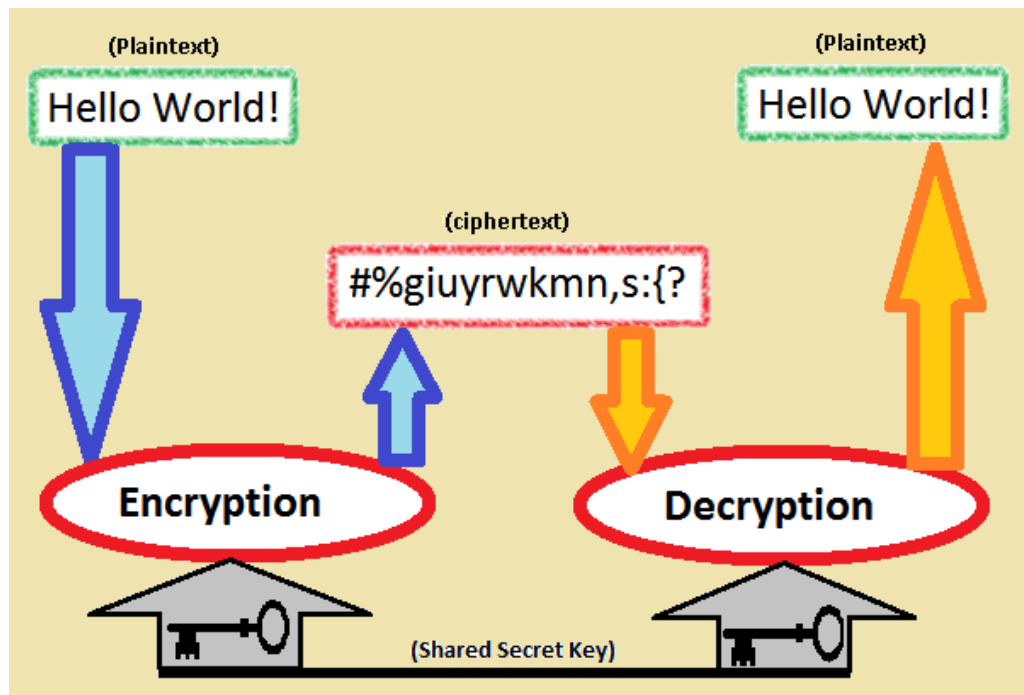 (Plaintext)
Hello World!
(Plaintext)
Hello World!
(ciphertext)
#%giuyrwkmn,s:{?
Encryption
Decryption
(Shared Secret Key)